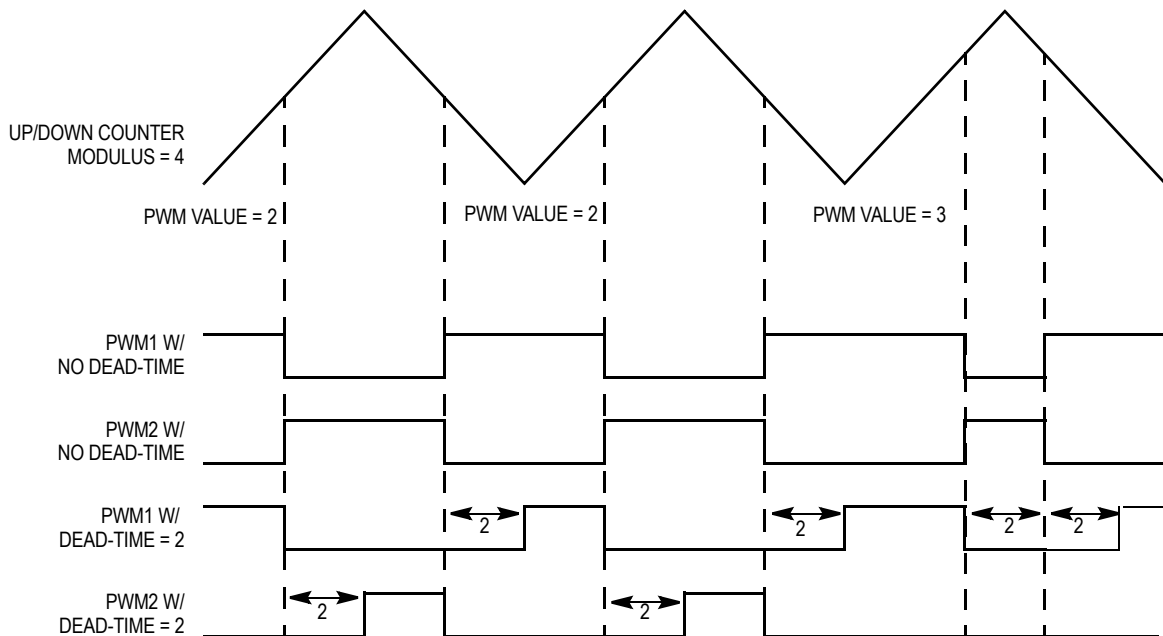 UP/DOWN COUNTER
MODULUS = 4
PWM VALUE = 2
PWM VALUE = 2
PWM VALUE = 3
PWM1 W/
NO DEAD-TIME
PWM2 W/
NO DEAD-TIME
PWM1 W/
DEAD-TIME = 2
2
2
2
2
PWM2 W/
DEAD-TIME = 2
2
2